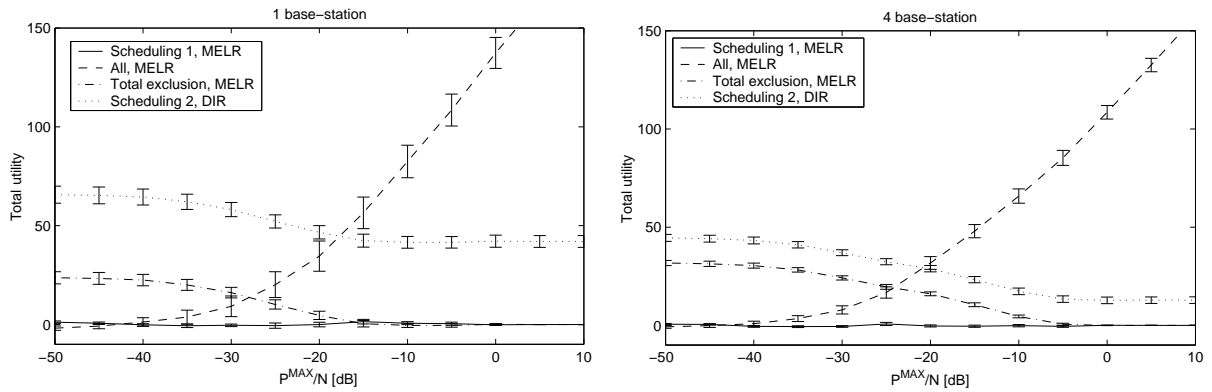 1 base−station
150
100
50
0
Total utility
Scheduling 1, MELR
All, MELR
Total exclusion, MELR
Scheduling 2, DIR
−50 −40 −30 −20 −10 0 10
P^MAX/N [dB]
4 base−station
150
100
50
0
Total utility
Scheduling 1, MELR
All, MELR
Total exclusion, MELR
Scheduling 2, DIR
−50 −40 −30 −20 −10 0 10
P^MAX/N [dB]